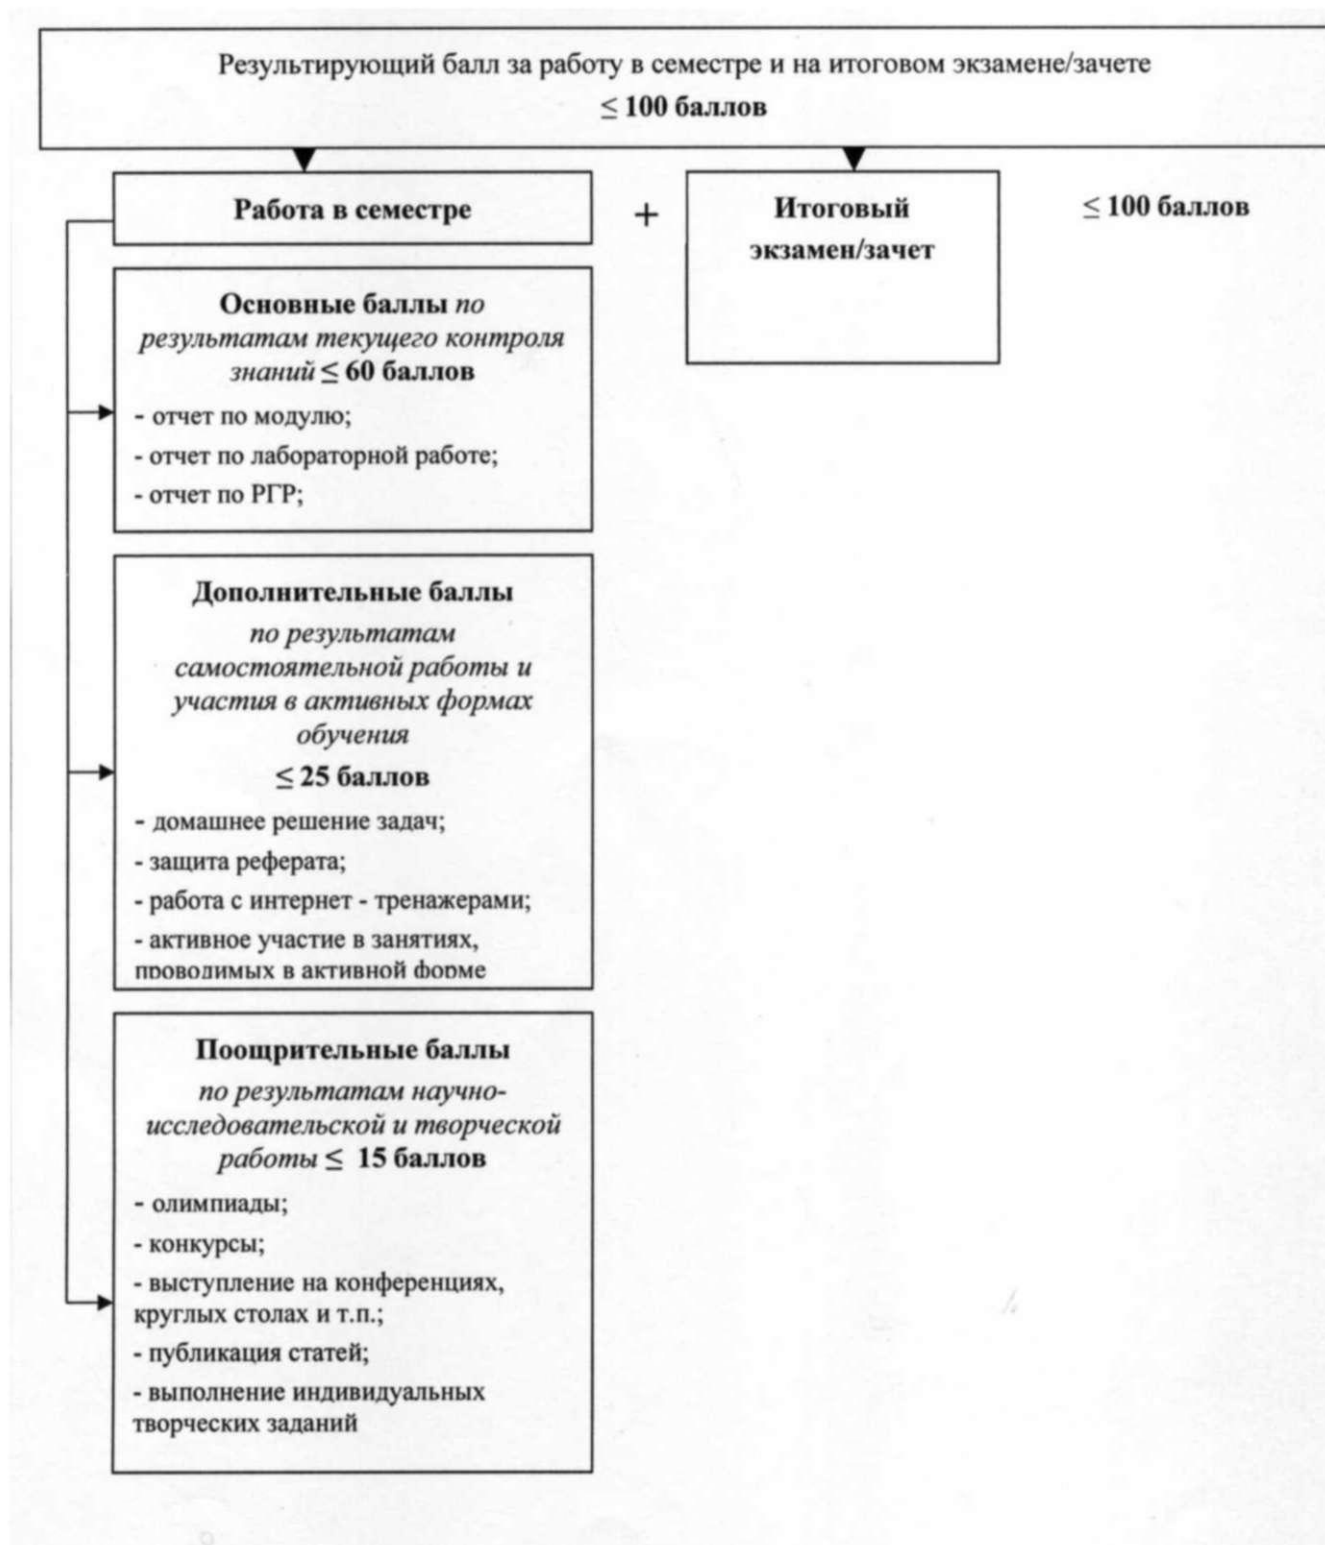 Результирующий балл за работу в семестре и на итоговом экзамене/зачете
≤ 100 баллов
Работа в семестре
+
Итоговый
экзамен/зачет
≤ 100 баллов
Основные баллы по
результатам текущего контроля
знаний ≤ 60 баллов
- отчет по модулю;
- отчет по лабораторной работе;
- отчет по РГР;
Дополнительные баллы
по результатам
самостоятельной работы и
участия в активных формах
обучения
≤ 25 баллов
- домашнее решение задач;
- защита реферата;
- работа с интернет - тренажерами;
- активное участие в занятиях,
проводимых в активной форме
Поощрительные баллы
по результатам научно-
исследовательской и творческой
работы ≤ 15 баллов
- олимпиады;
- конкурсы;
- выступление на конференциях,
круглых столах и т.п.;
- публикация статей;
- выполнение индивидуальных
творческих заданий